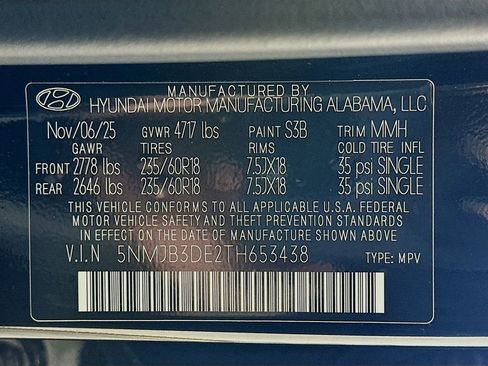 MANUFACTURED BY
HYUNDAI MOTOR MANUFACTURING ALABAMA, LLC
Nov/06/25 GVWR 4717 lbs PAINT S3B TRIM MMH
GAWR TIRES RIMS COLD TIRE INFL
FRONT 2778 lbs 235/60R18 7.5JX18 35 psi SINGLE
REAR 2646 lbs 235/60R18 7.5JX18 35 psi SINGLE
THIS VEHICLE CONFORMS TO ALL APPLICABLE U.S.A. FEDERAL
MOTOR VEHICLE SAFETY AND THEFT PREVENTION STANDARDS
IN EFFECT ON THE DATE OF MANUFACTURE SHOWN ABOVE.
V.I.N 5NMJB3DE2TH653438 TYPE: MPV